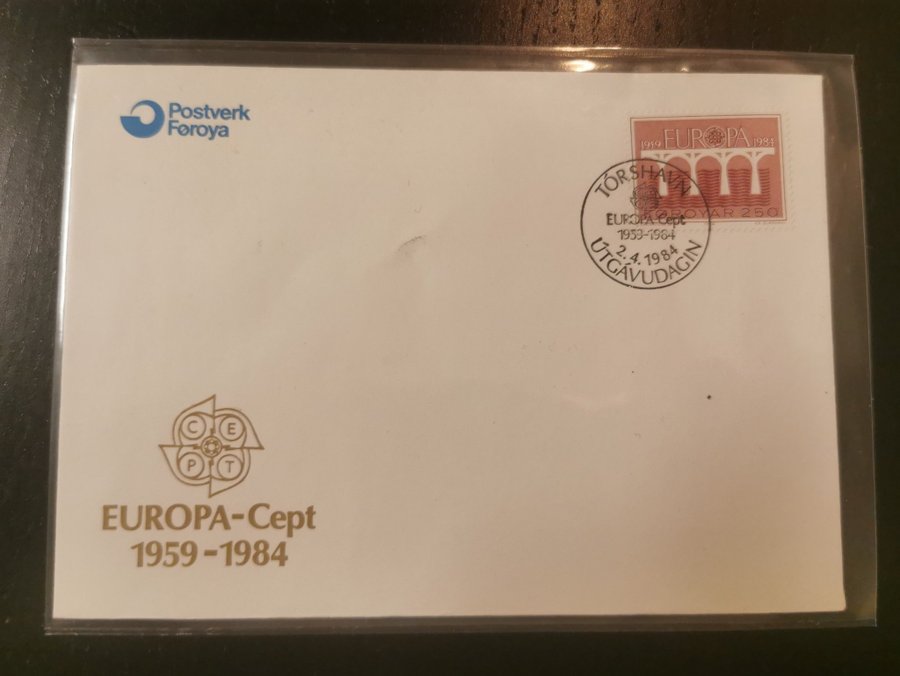 Postverk
Føroya
1959 EUROPA 1984
FØROYAR 250
TÓRSHAVN
EUROPA-Cept
1959-1984
2.4.1984
ÚTGÁVUDAGIN
C E
P T
EUROPA-Cept
1959-1984